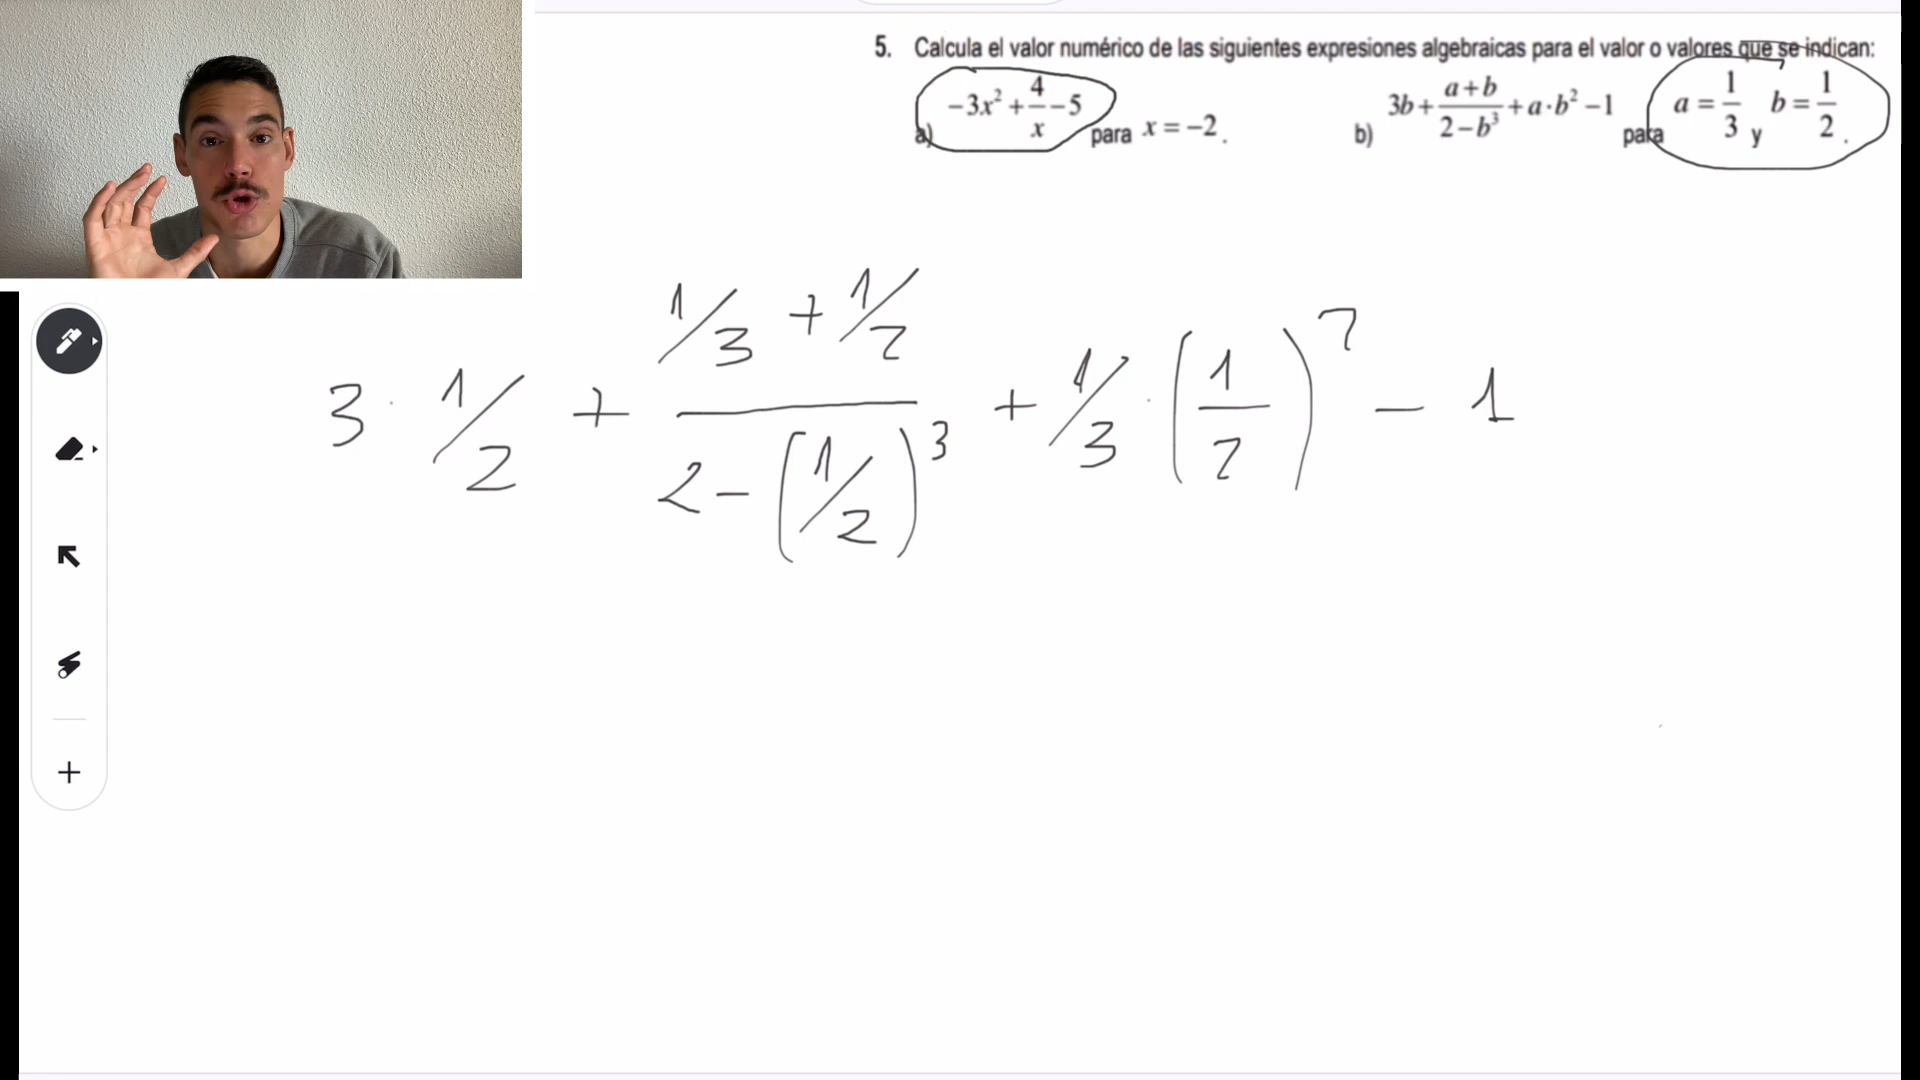 5. Calcula el valor numérico de las siguientes expresiones algebraicas para el valor o valores que se indican:
a) −3x² + 4/x − 5 para x = −2.
b) 3b + (a+b)/(2−b³) + a·b² − 1 para a = 1/3 y b = 1/2.
3 · 1/2 + (1/3 + 1/2)/(2 − (1/2)³) + 1/3 · (1/2)² − 1